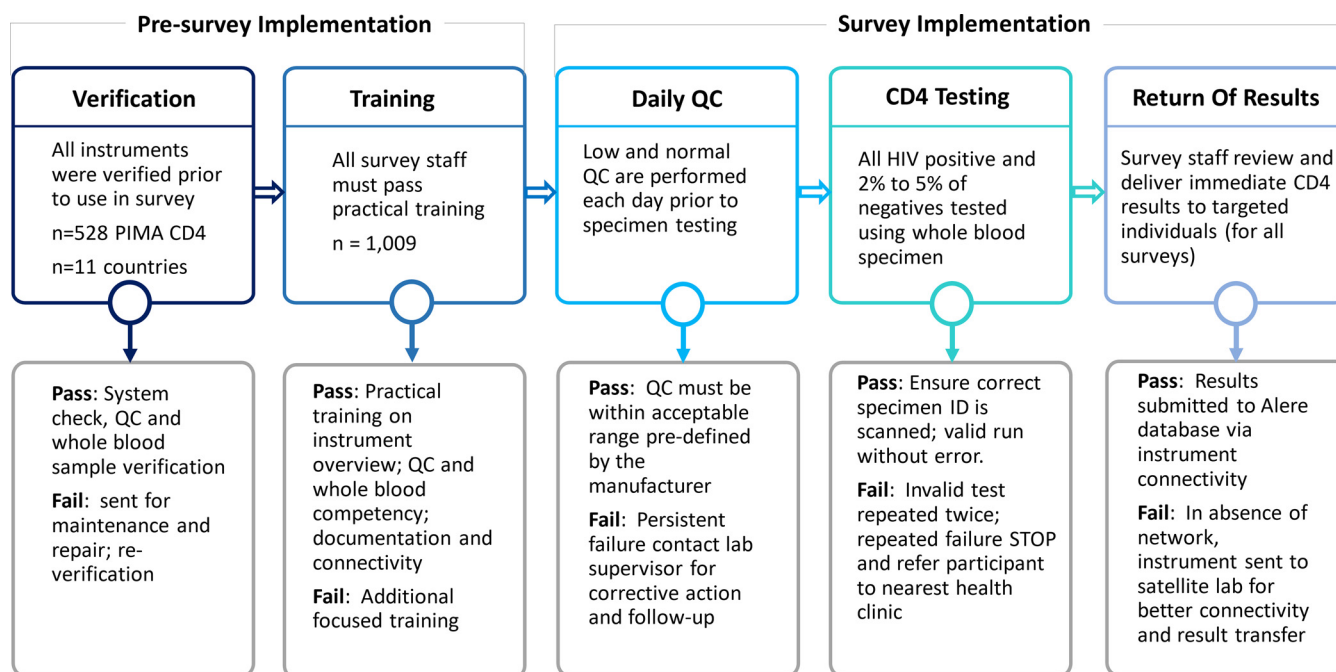 Pre-survey Implementation
Survey Implementation
Verification
All instruments
were verified prior
to use in survey
n=528 PIMA CD4
n=11 countries
Training
All survey staff
must pass
practical training
n = 1,009
Daily QC
Low and normal
QC are performed
each day prior to
specimen testing
CD4 Testing
All HIV positive and
2% to 5% of
negatives tested
using whole blood
specimen
Return Of Results
Survey staff review and
deliver immediate CD4
results to targeted
individuals (for all
surveys)
Pass: System
check, QC and
whole blood
sample verification
Fail: sent for
maintenance and
repair; re-
verification
Pass: Practical
training on
instrument
overview; QC and
whole blood
competency;
documentation and
connectivity
Fail: Additional
focused training
Pass: QC must be
within acceptable
range pre-defined
by the
manufacturer
Fail: Persistent
failure contact lab
supervisor for
corrective action
and follow-up
Pass: Ensure correct
specimen ID is
scanned; valid run
without error.
Fail: Invalid test
repeated twice;
repeated failure STOP
and refer participant
to nearest health
clinic
Pass: Results
submitted to Alere
database via
instrument
connectivity
Fail: In absence of
network,
instrument sent to
satellite lab for
better connectivity
and result transfer